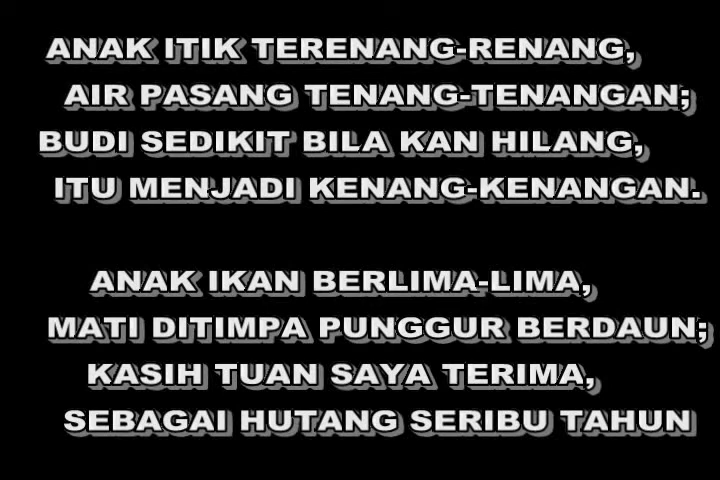 ANAK ITIK TERENANG-RENANG,
AIR PASANG TENANG-TENANGAN;
BUDI SEDIKIT BILA KAN HILANG,
ITU MENJADI KENANG-KENANGAN.
ANAK IKAN BERLIMA-LIMA,
MATI DITIMPA PUNGGUR BERDAUN;
KASIH TUAN SAYA TERIMA,
SEBAGAI HUTANG SERIBU TAHUN